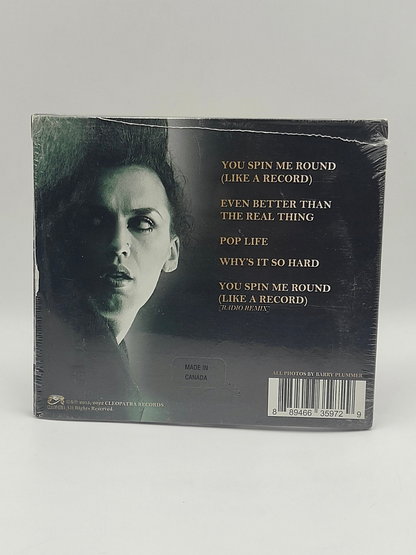 YOU SPIN ME ROUND
(LIKE A RECORD)
EVEN BETTER THAN
THE REAL THING
POP LIFE
WHY'S IT SO HARD
YOU SPIN ME ROUND
(LIKE A RECORD)
(RADIO REMIX)
MADE IN
CANADA
ALL PHOTOS BY BARRY PLUMMER
CLEOPATRA RECORDS
All Rights Reserved.
8 89466 35972 9